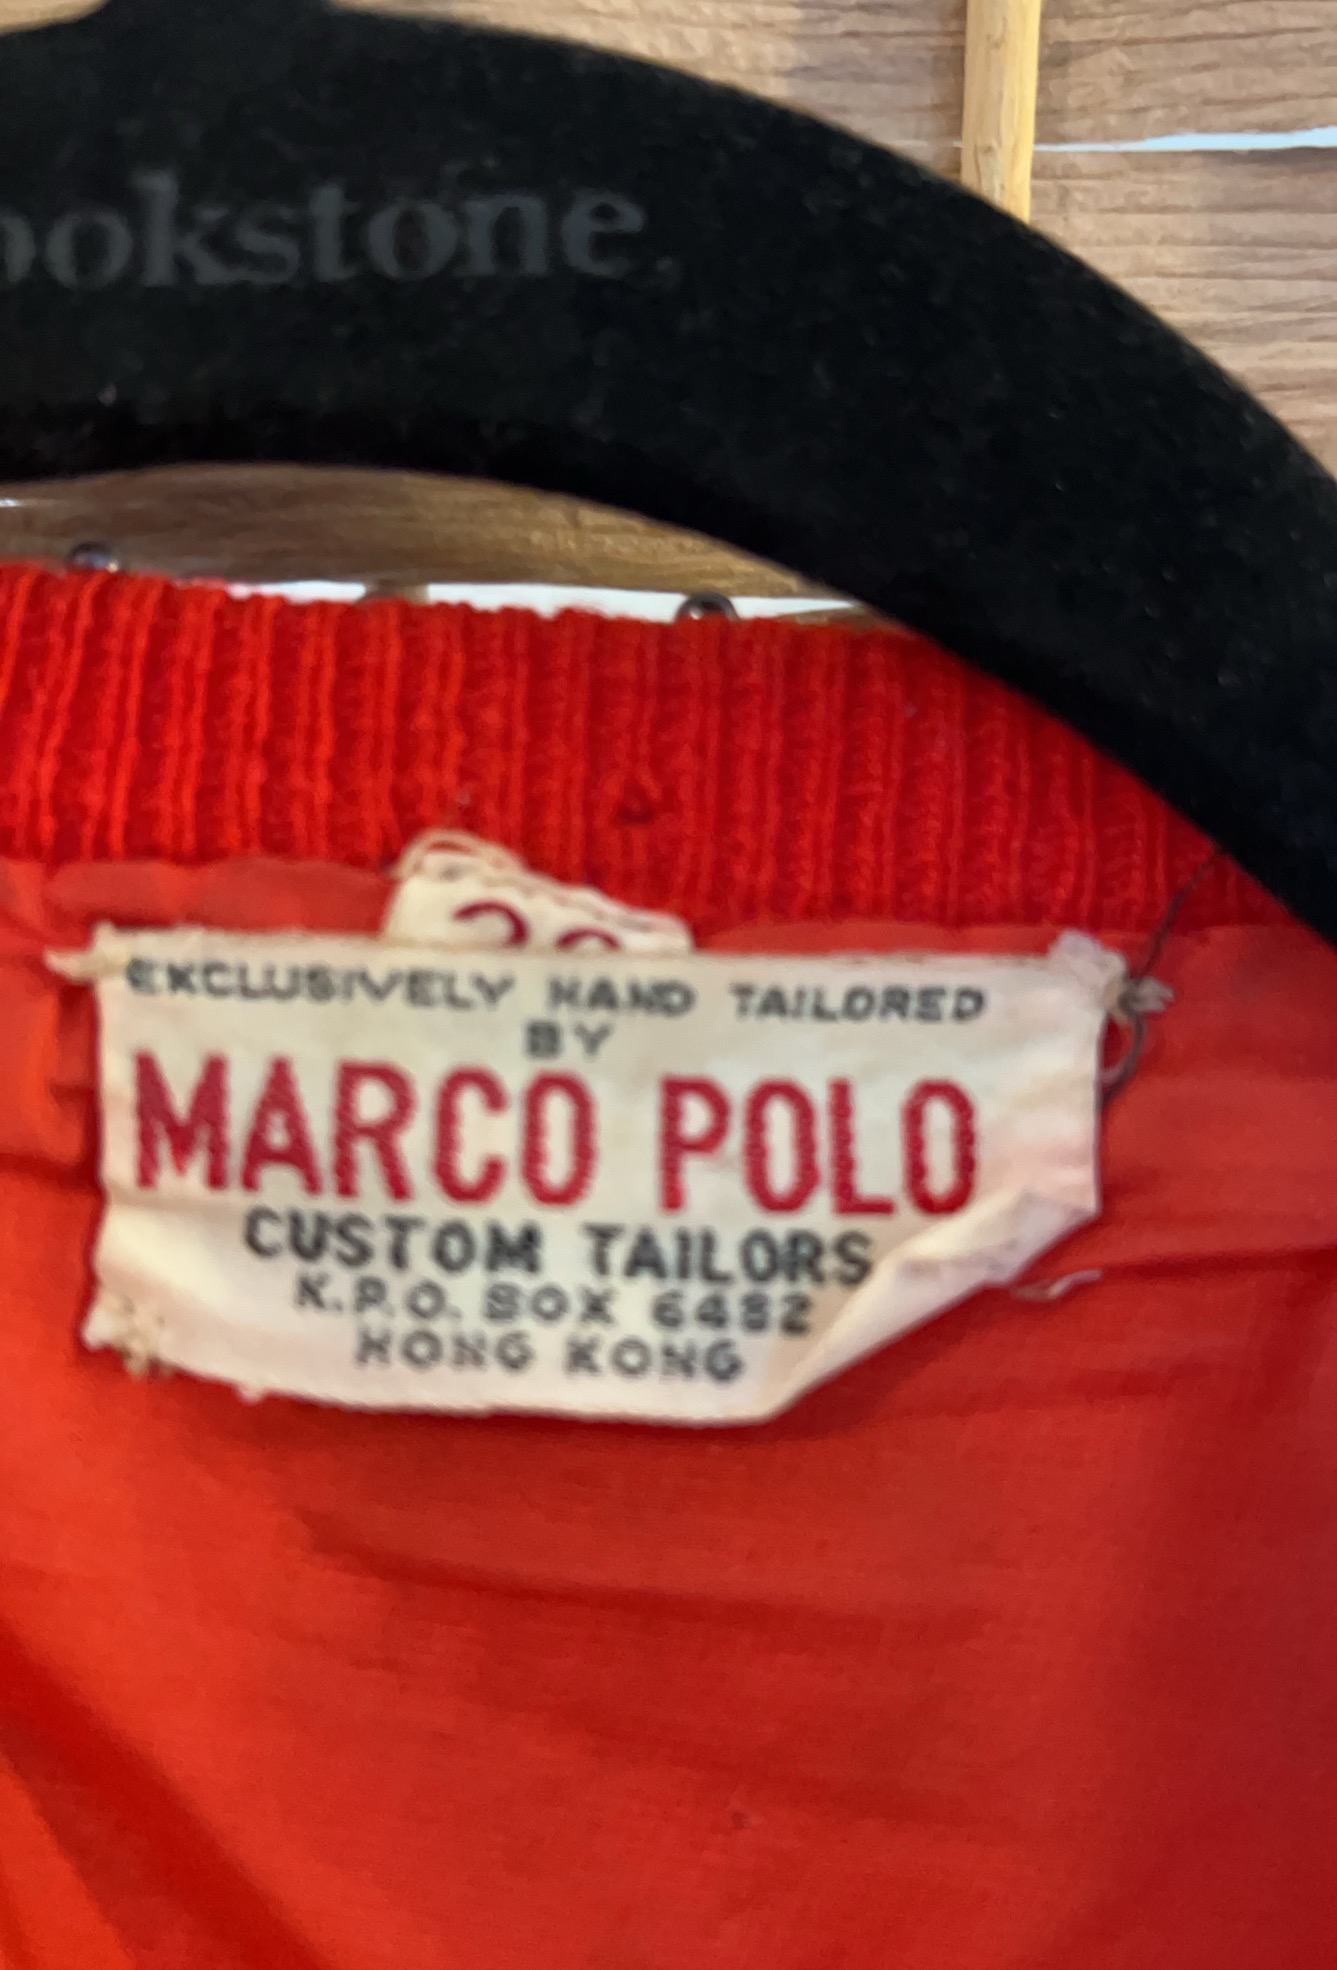 ookstone
EXCLUSIVELY HAND TAILORED
BY
MARCO POLO
CUSTOM TAILORS
K.P.O. BOX 6482
HONG KONG